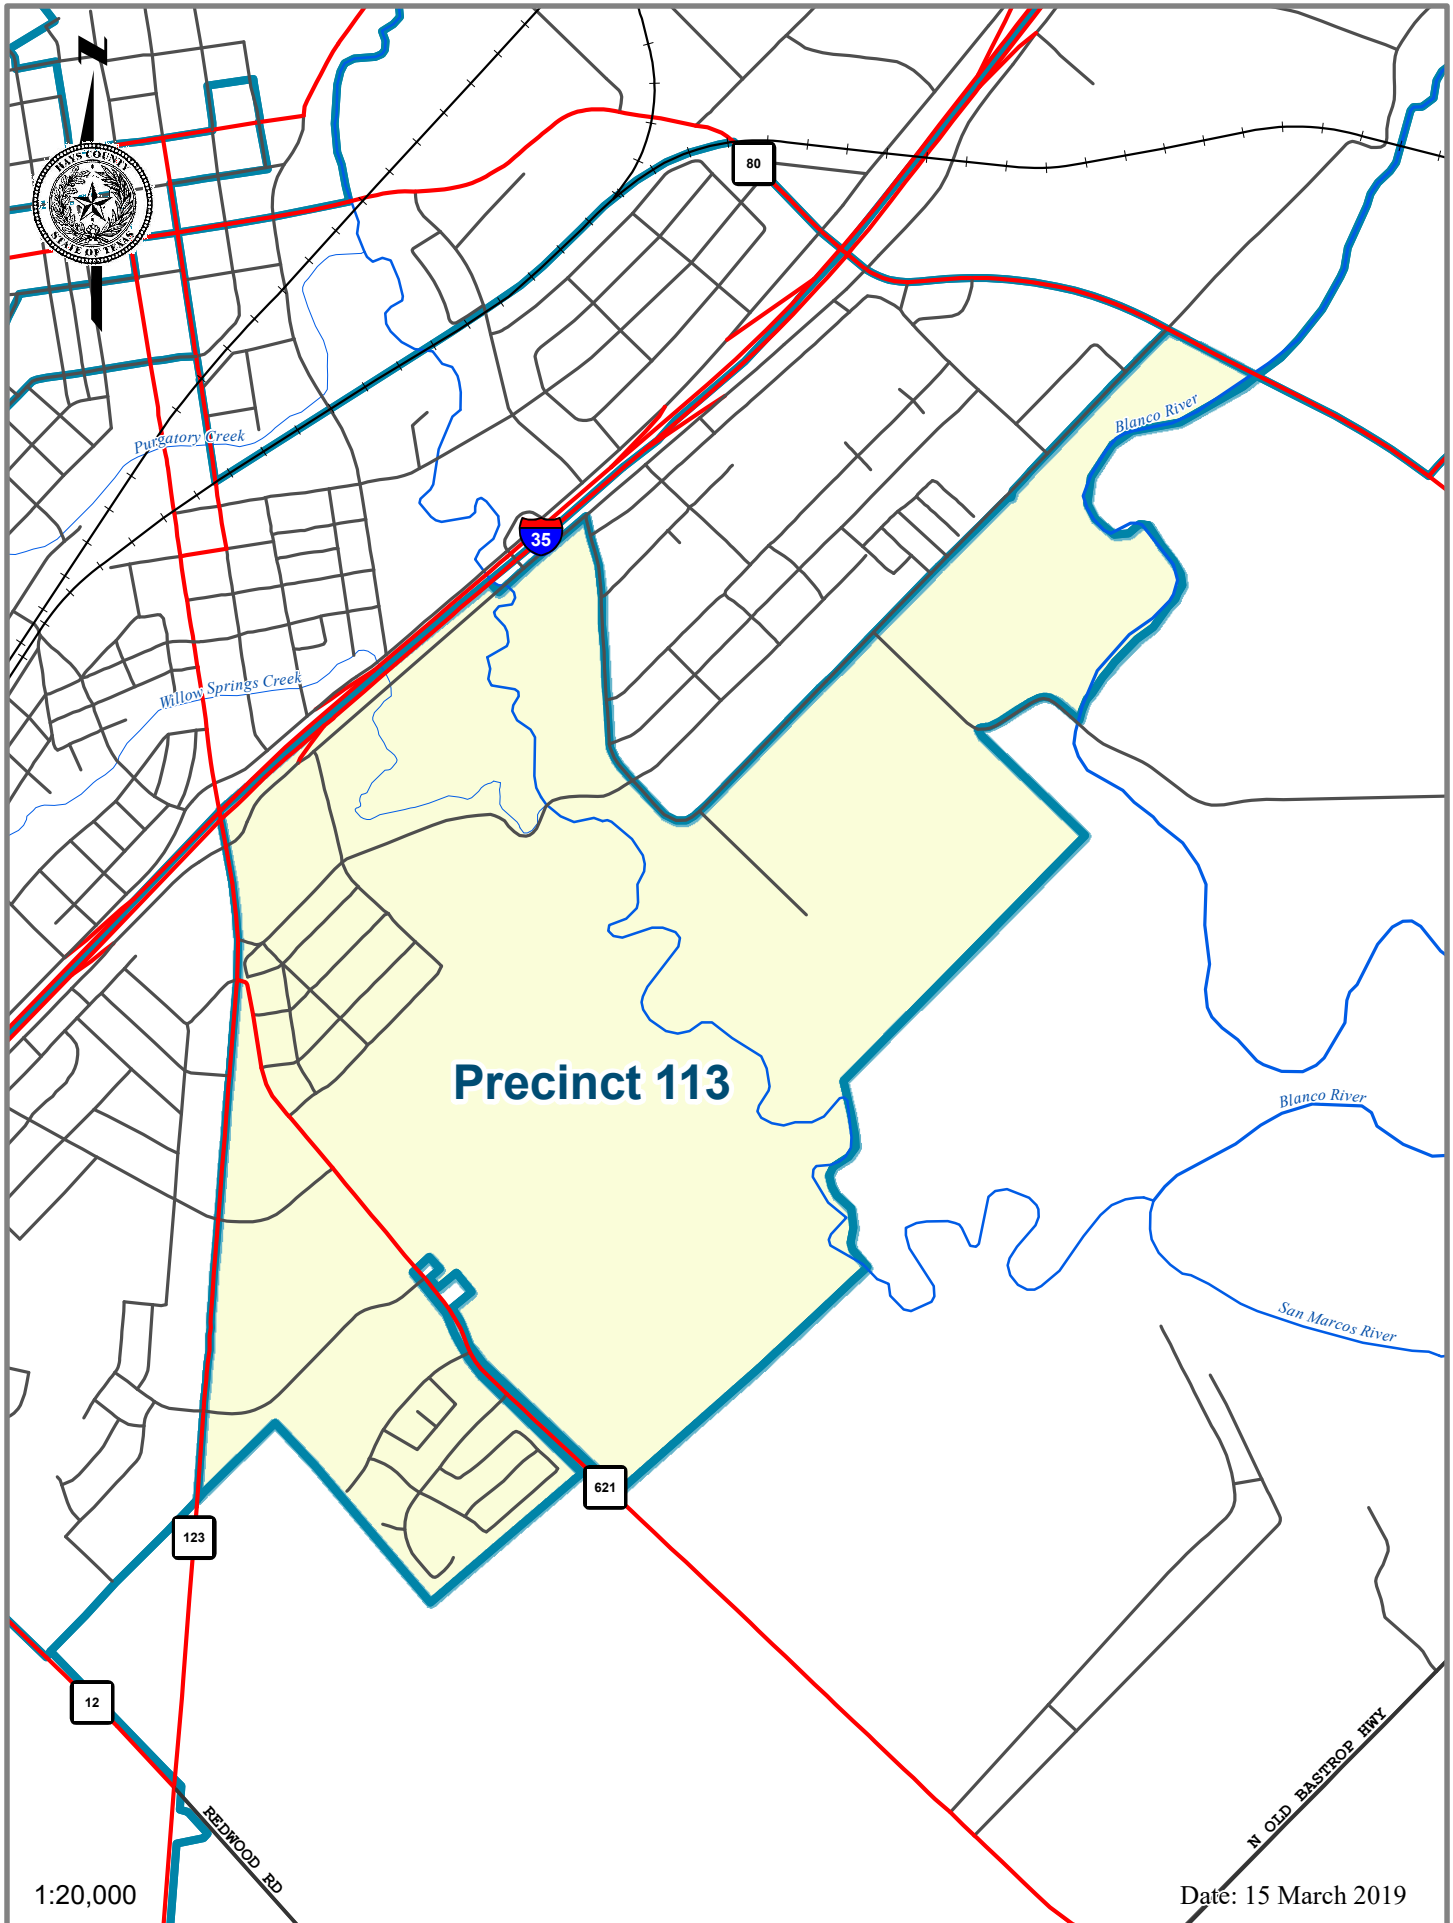 N
HAYS COUNTY
STATE OF TEXAS
80
Blanco River
Purgatory Creek
35
Willow Springs Creek
Precinct 113
Blanco River
San Marcos River
621
123
12
REDWOOD RD
N OLD BASTROP HWY
1:20,000
Date: 15 March 2019